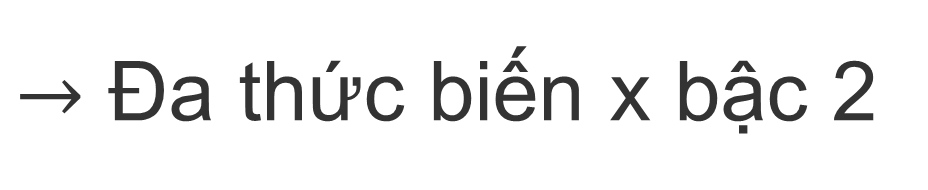 → Đa thức biến x bậc 2